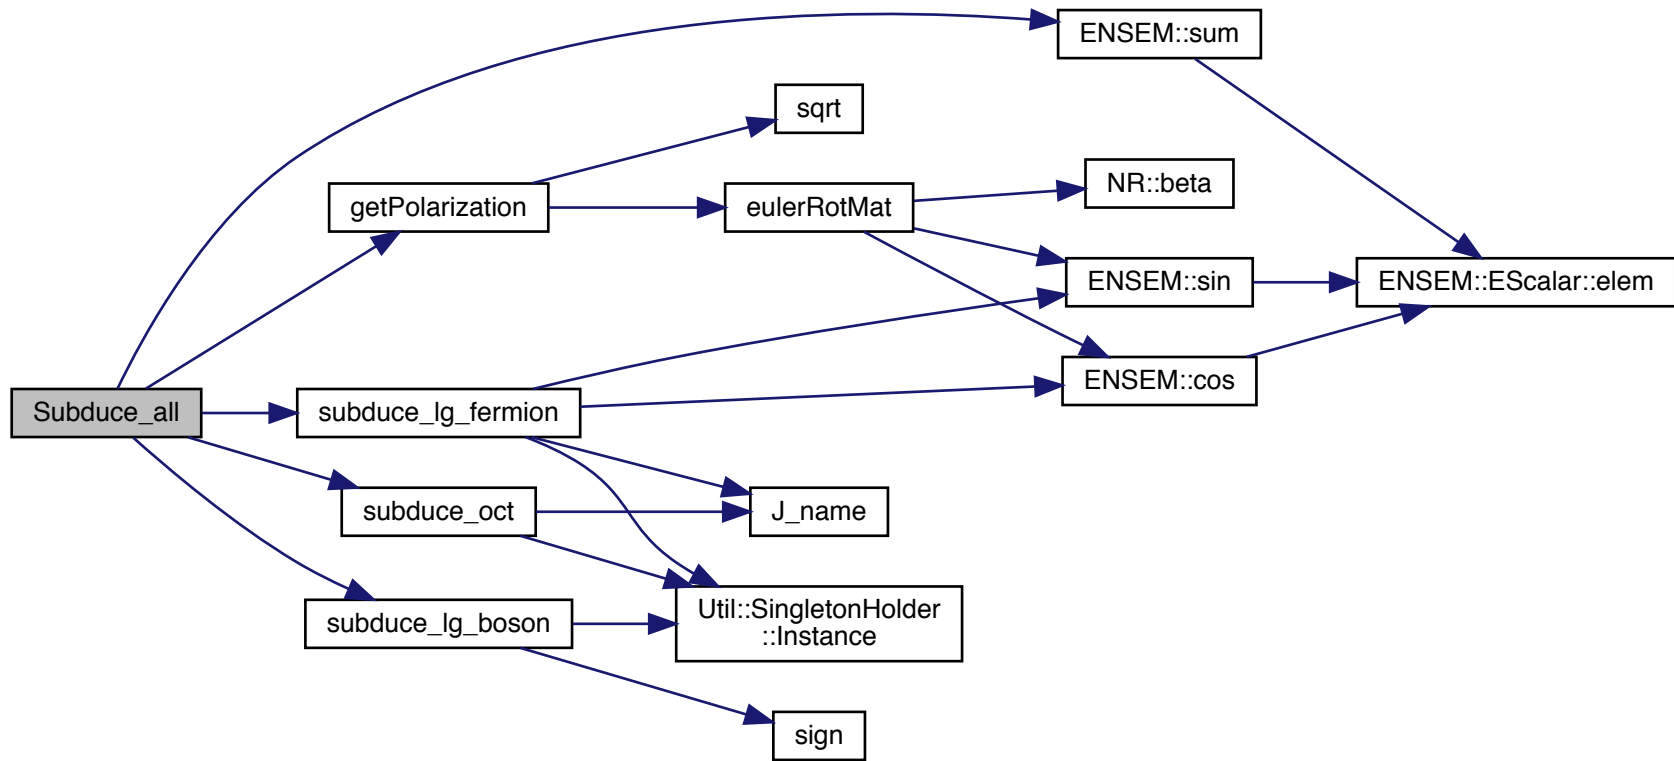 ENSEM::sum
sqrt
NR::beta
getPolarization
eulerRotMat
ENSEM::sin
ENSEM::EScalar::elem
ENSEM::cos
Subduce_all
subduce_lg_fermion
subduce_oct
J_name
Util::SingletonHolder
::Instance
subduce_lg_boson
sign